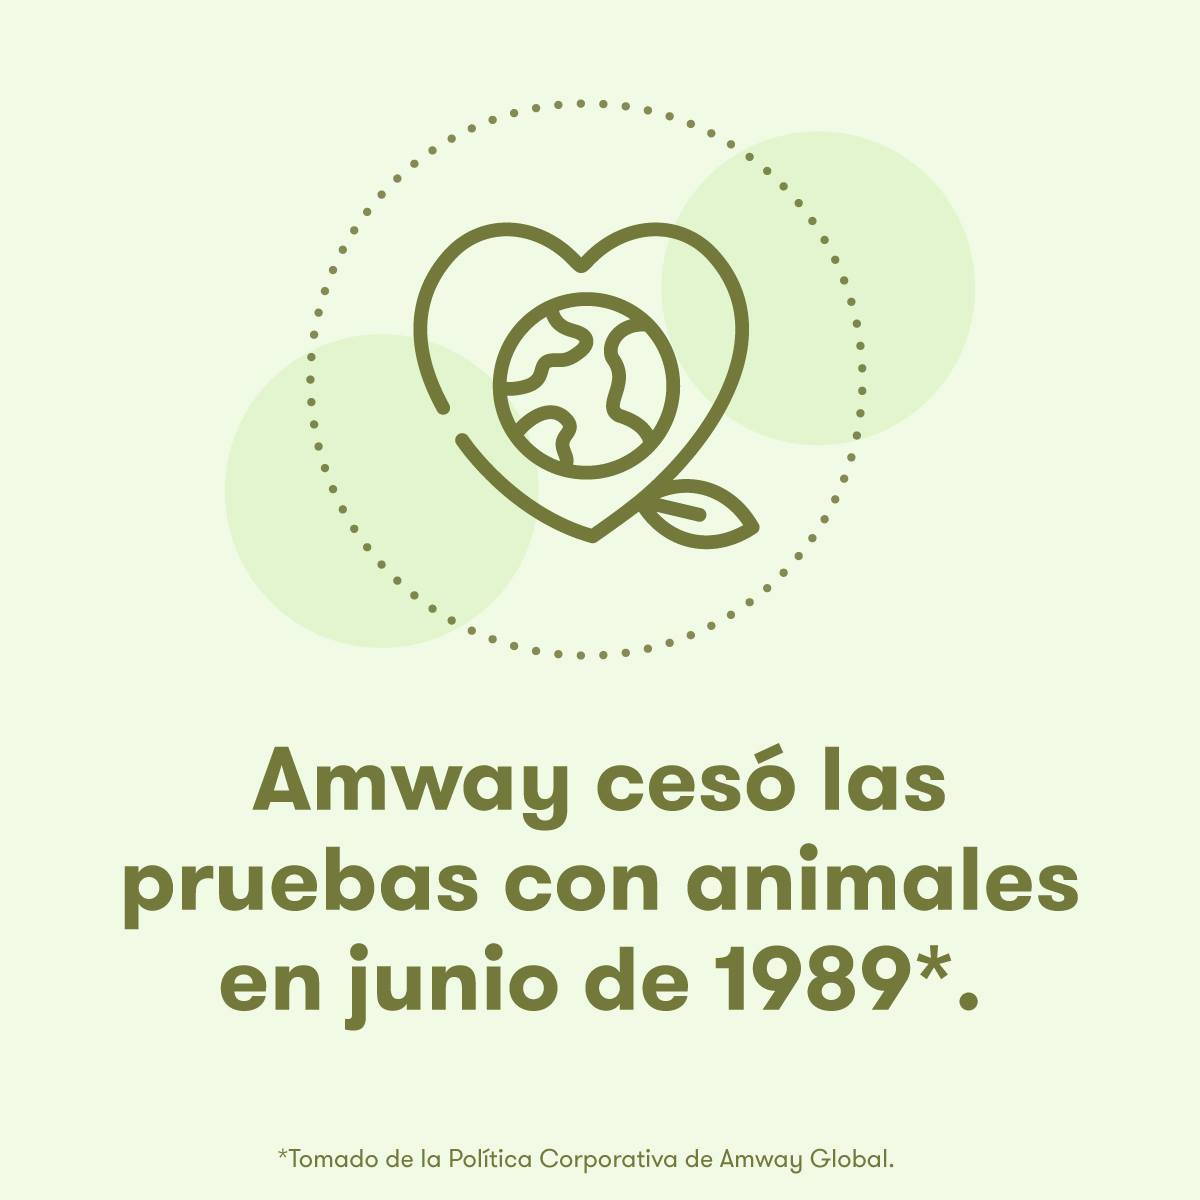 Amway cesó las
pruebas con animales
en junio de 1989*.
*Tomado de la Política Corporativa de Amway Global.